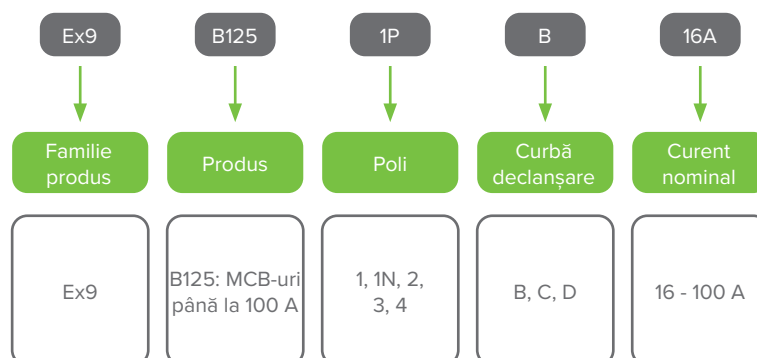 Ex9
B125
1P
B
16A
Familie
produs
Produs
Poli
Curbă
declanșare
Curent
nominal
Ex9
B125: MCB-uri
până la 100 A
1, 1N, 2,
3, 4
B, C, D
16 - 100 A